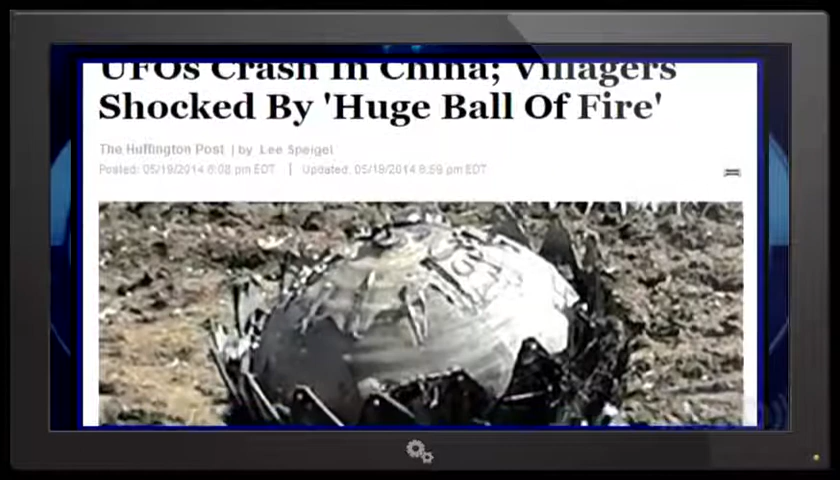 UFOs Crash In China; Villagers
Shocked By 'Huge Ball Of Fire'
The Huffington Post | by Lee Speigel
Posted: 05/19/2014 6:08 pm EDT | Updated: 05/19/2014 6:59 pm EDT